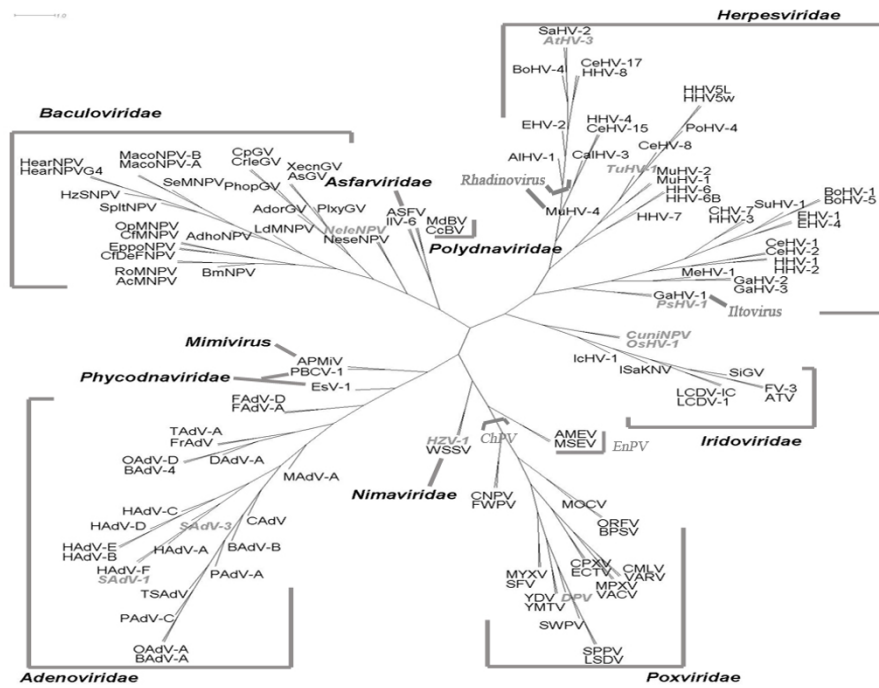 Herpesviridae
SaHV-2
AtHV-3
CeHV-17
BoHV-4
HHV-8
HHV5L
HHV5w
EHV-2
HHV-4
CeHV-15
PoHV-4
CeHV-8
AlHV-1
CalHV-3
TuHV-1
MuHV-2
MuHV-1
Rhadinovirus
HHV-6
HHV-6B
MuHV-4
HHV-7
CHV-7
HHV-3
SuHV-1
BoHV-1
BoHV-5
EHV-1
EHV-4
CeHV-1
CeHV-2
HHV-1
HHV-2
MeHV-1
GaHV-2
GaHV-3
GaHV-1
PsHV-1
Iltovirus
Baculoviridae
HearNPV
HearNPVG4
MacoNPV-B
MacoNPV-A
CpGV
CrleGV
XecnGV
AsGV
HzSNPV
SeMNPV
PhopGV
SpltNPV
AdorGV
PlxyGV
OpMNPV
CfMNPV
AdhoNPV
LdMNPV
NeleNPV
NeseNPV
EppoNPV
CfDeFNPV
RoMNPV
AcMNPV
BmNPV
Asfarviridae
ASFV
IV-6
MdBV
CcBV
Polydnaviridae
CuniNPV
OsHV-1
IcHV-1
ISaKNV
SiGV
LCDV-IC
LCDV-1
FV-3
ATV
Iridoviridae
Mimivirus
APMiV
PBCV-1
Phycodnaviridae
EsV-1
FAdV-D
FAdV-A
TAdV-A
FrAdV
OAdV-D
BAdV-4
DAdV-A
MAdV-A
HAdV-C
HAdV-D
SAdV-3
CAdV
HAdV-E
HAdV-B
HAdV-A
BAdV-B
HAdV-F
SAdV-1
PAdV-A
TSAdV
PAdV-C
OAdV-A
BAdV-A
Adenoviridae
HZV-1
WSSV
Nimaviridae
ChPV
AMEV
MSEV
EnPV
CNPV
FWPV
MOCV
ORFV
BPSV
MYXV
SFV
CPXV
ECTV
CMLV
VARV
MPXV
VACV
YDV
YMTV
DPV
SWPV
SPPV
LSDV
Poxviridae